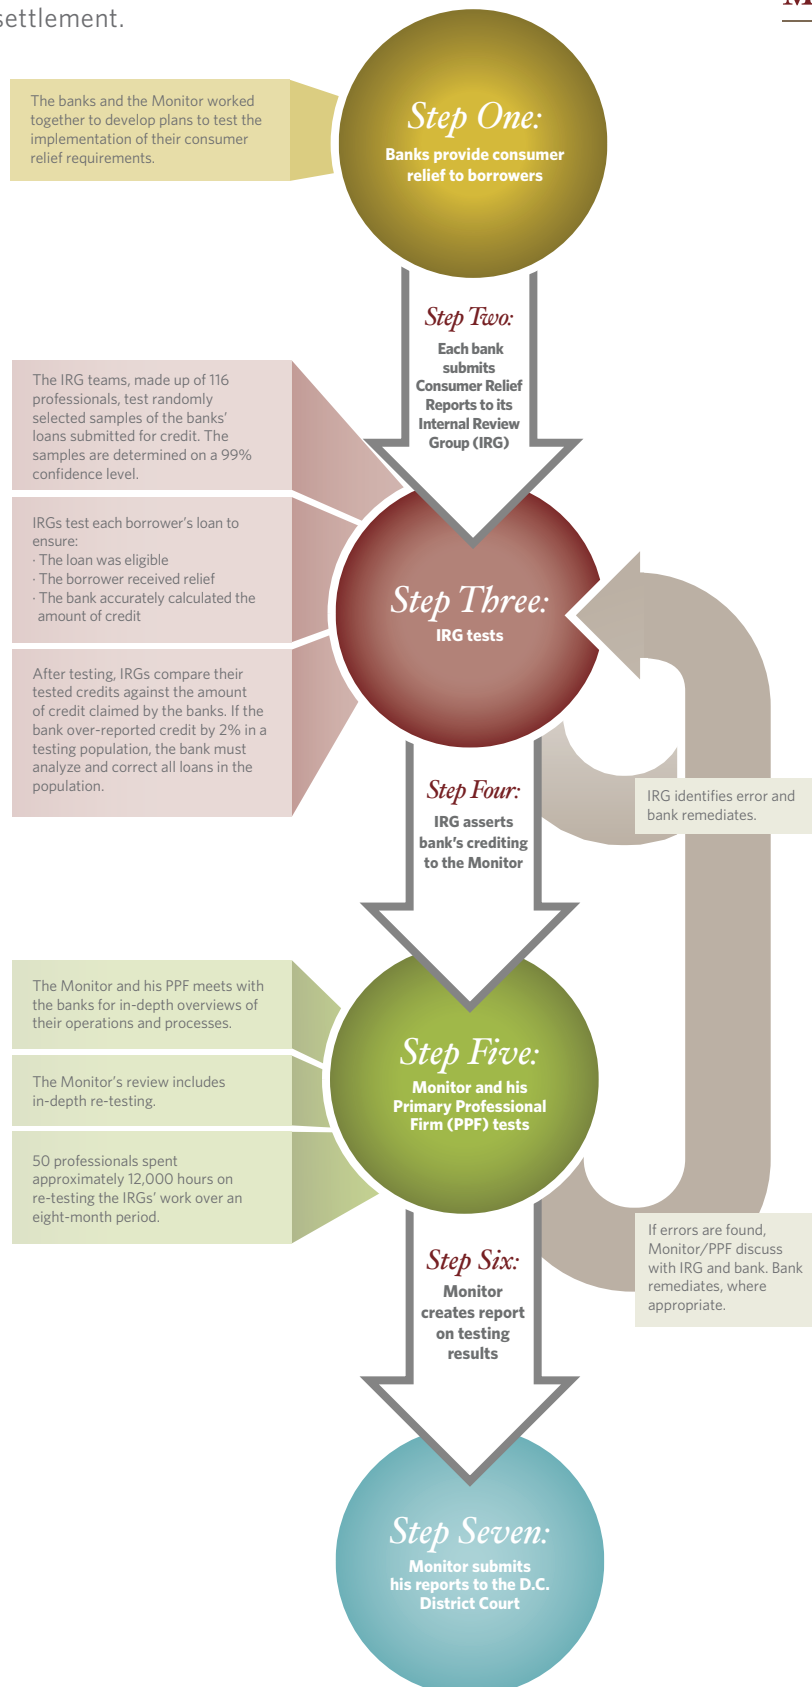 settlement.
The banks and the Monitor worked
together to develop plans to test the
implementation of their consumer
relief requirements.
Step One:
Banks provide consumer
relief to borrowers
Step Two:
Each bank
submits
Consumer Relief
Reports to its
Internal Review
Group (IRG)
The IRG teams, made up of 116
professionals, test randomly
selected samples of the banks’
loans submitted for credit. The
samples are determined on a 99%
confidence level.
IRGs test each borrower’s loan to
ensure:
· The loan was eligible
· The borrower received relief
· The bank accurately calculated the
amount of credit
After testing, IRGs compare their
tested credits against the amount
of credit claimed by the banks. If the
bank over-reported credit by 2% in a
testing population, the bank must
analyze and correct all loans in the
population.
Step Three:
IRG tests
Step Four:
IRG asserts
bank’s crediting
to the Monitor
IRG identifies error and
bank remediates.
The Monitor and his PPF meets with
the banks for in-depth overviews of
their operations and processes.
The Monitor’s review includes
in-depth re-testing.
50 professionals spent
approximately 12,000 hours on
re-testing the IRGs’ work over an
eight-month period.
Step Five:
Monitor and his
Primary Professional
Firm (PPF) tests
If errors are found,
Monitor/PPF discuss
with IRG and bank. Bank
remediates, where
appropriate.
Step Six:
Monitor
creates report
on testing
results
Step Seven:
Monitor submits
his reports to the D.C.
District Court